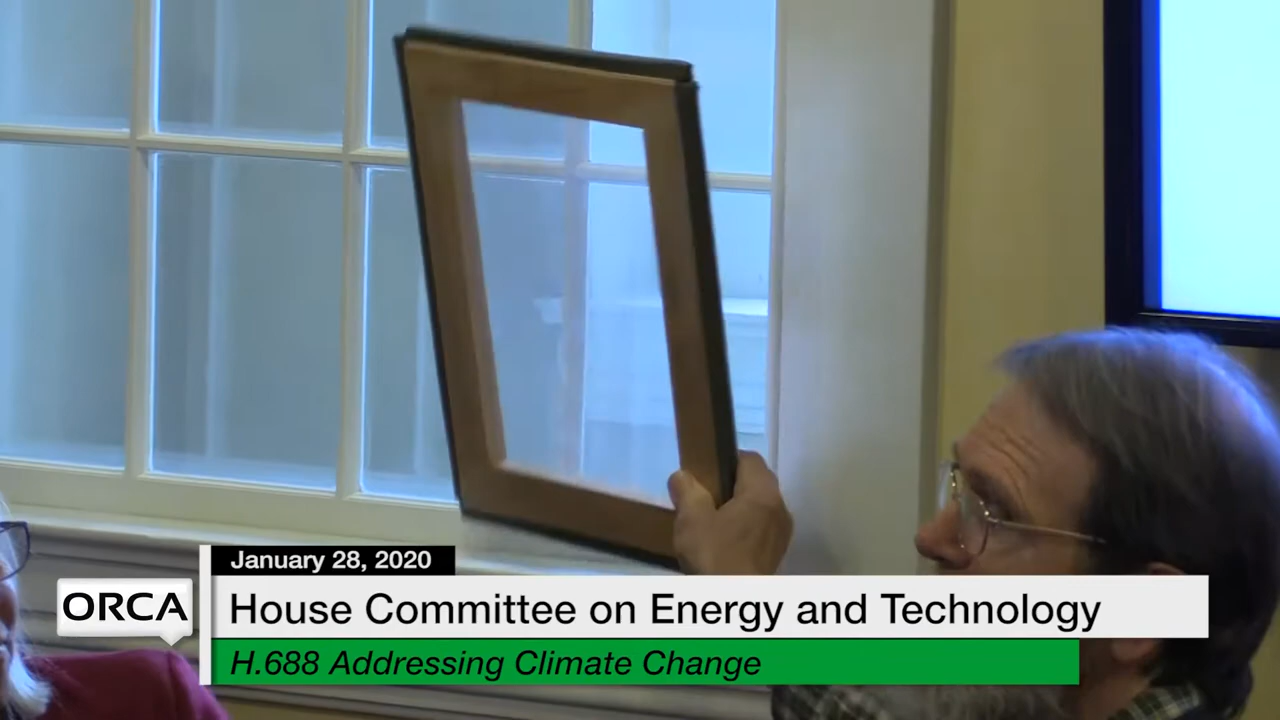 January 28, 2020
ORCA
House Committee on Energy and Technology
H.688 Addressing Climate Change